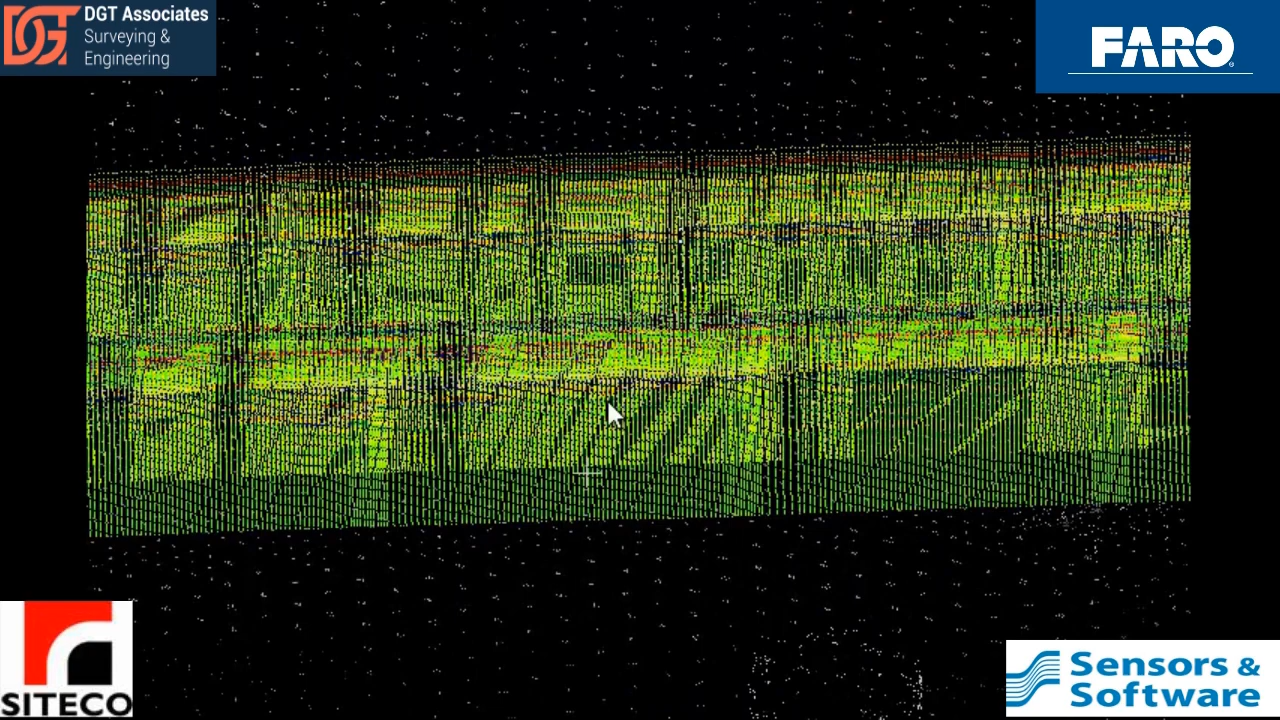 DGT Associates
Surveying &
Engineering
FARO
SITECO
Sensors &
Software